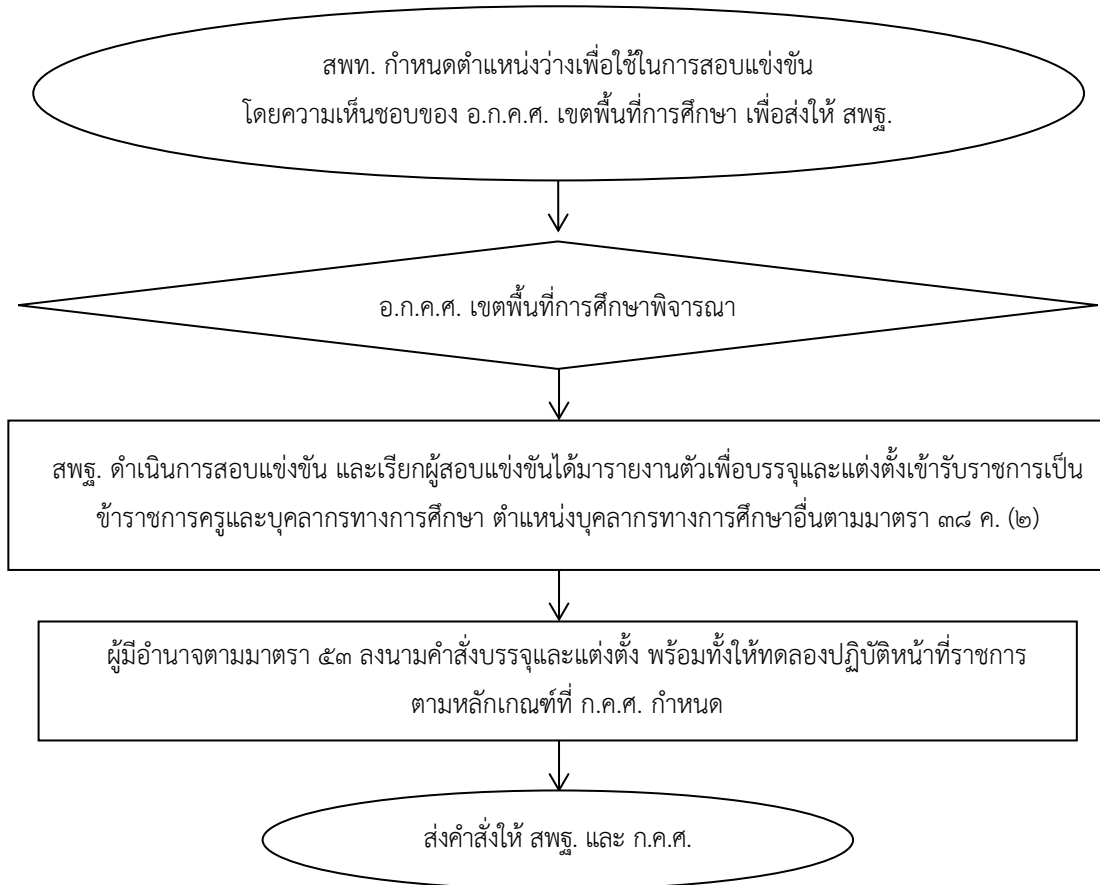 สพท. กำหนดตำแหน่งว่างเพื่อใช้ในการสอบแข่งขัน
โดยความเห็นชอบของ อ.ก.ค.ศ. เขตพื้นที่การศึกษา เพื่อส่งให้ สพฐ.
อ.ก.ค.ศ. เขตพื้นที่การศึกษาพิจารณา
สพฐ. ดำเนินการสอบแข่งขัน และเรียกผู้สอบแข่งขันได้มารายงานตัวเพื่อบรรจุและแต่งตั้งเข้ารับราชการเป็น
ข้าราชการครูและบุคลากรทางการศึกษา ตำแหน่งบุคลากรทางการศึกษาอื่นตามมาตรา ๓๘ ค. (๒)
ผู้มีอำนาจตามมาตรา ๕๓ ลงนามคำสั่งบรรจุและแต่งตั้ง พร้อมทั้งให้ทดลองปฏิบัติหน้าที่ราชการ
ตามหลักเกณฑ์ที่ ก.ค.ศ. กำหนด
ส่งคำสั่งให้ สพฐ. และ ก.ค.ศ.